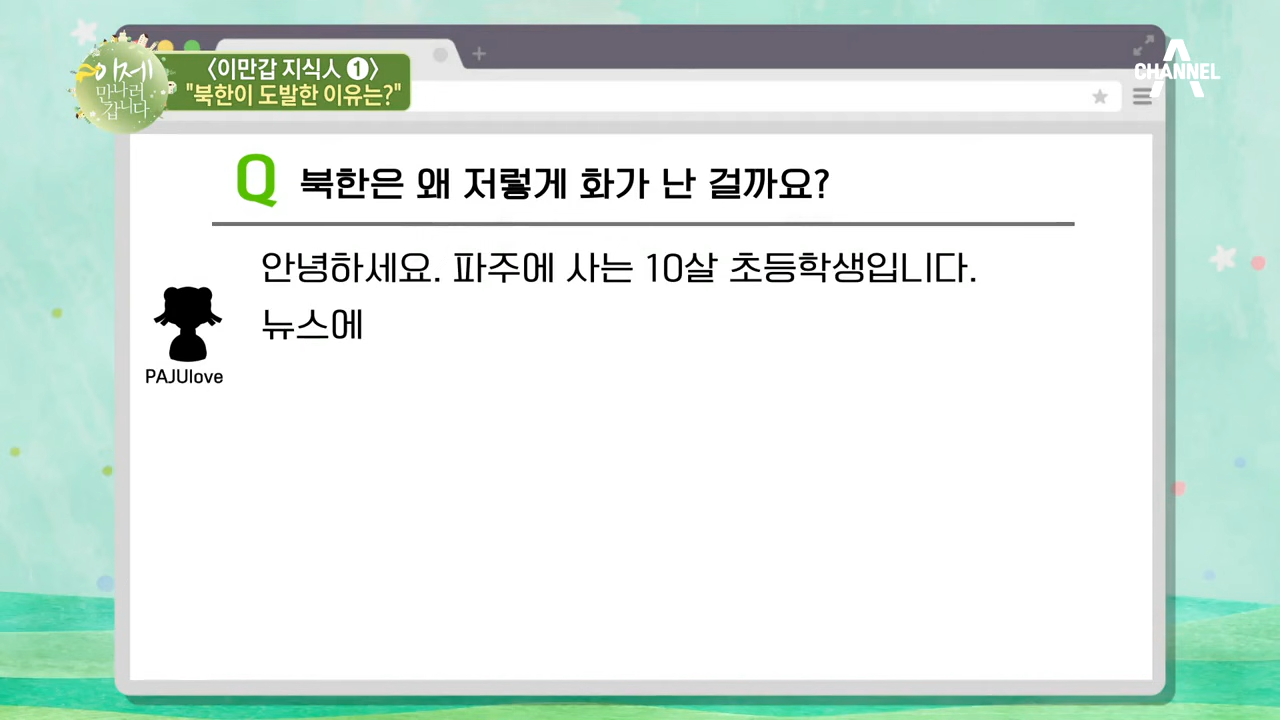 이제
만나러
갑니다
〈이만갑 지식人 ❶〉
"북한이 도발한 이유는?"
CHANNEL A
Q 북한은 왜 저렇게 화가 난 걸까요?
안녕하세요. 파주에 사는 10살 초등학생입니다.
뉴스에
PAJUlove